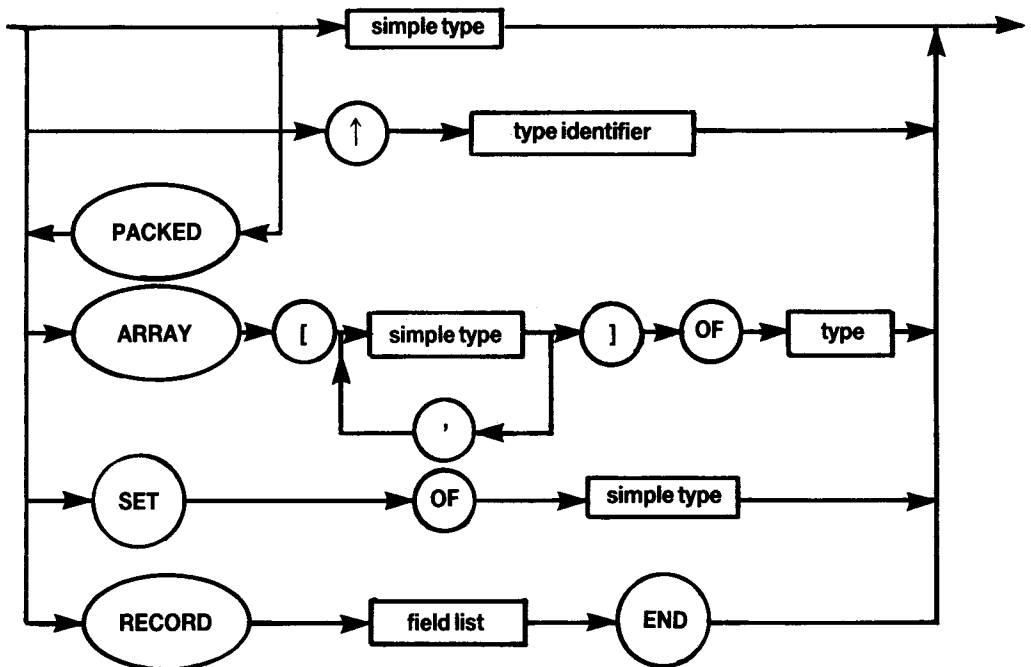 simple type
↑ type identifier
PACKED
ARRAY [ simple type ] OF type
,
SET OF simple type
RECORD field list END